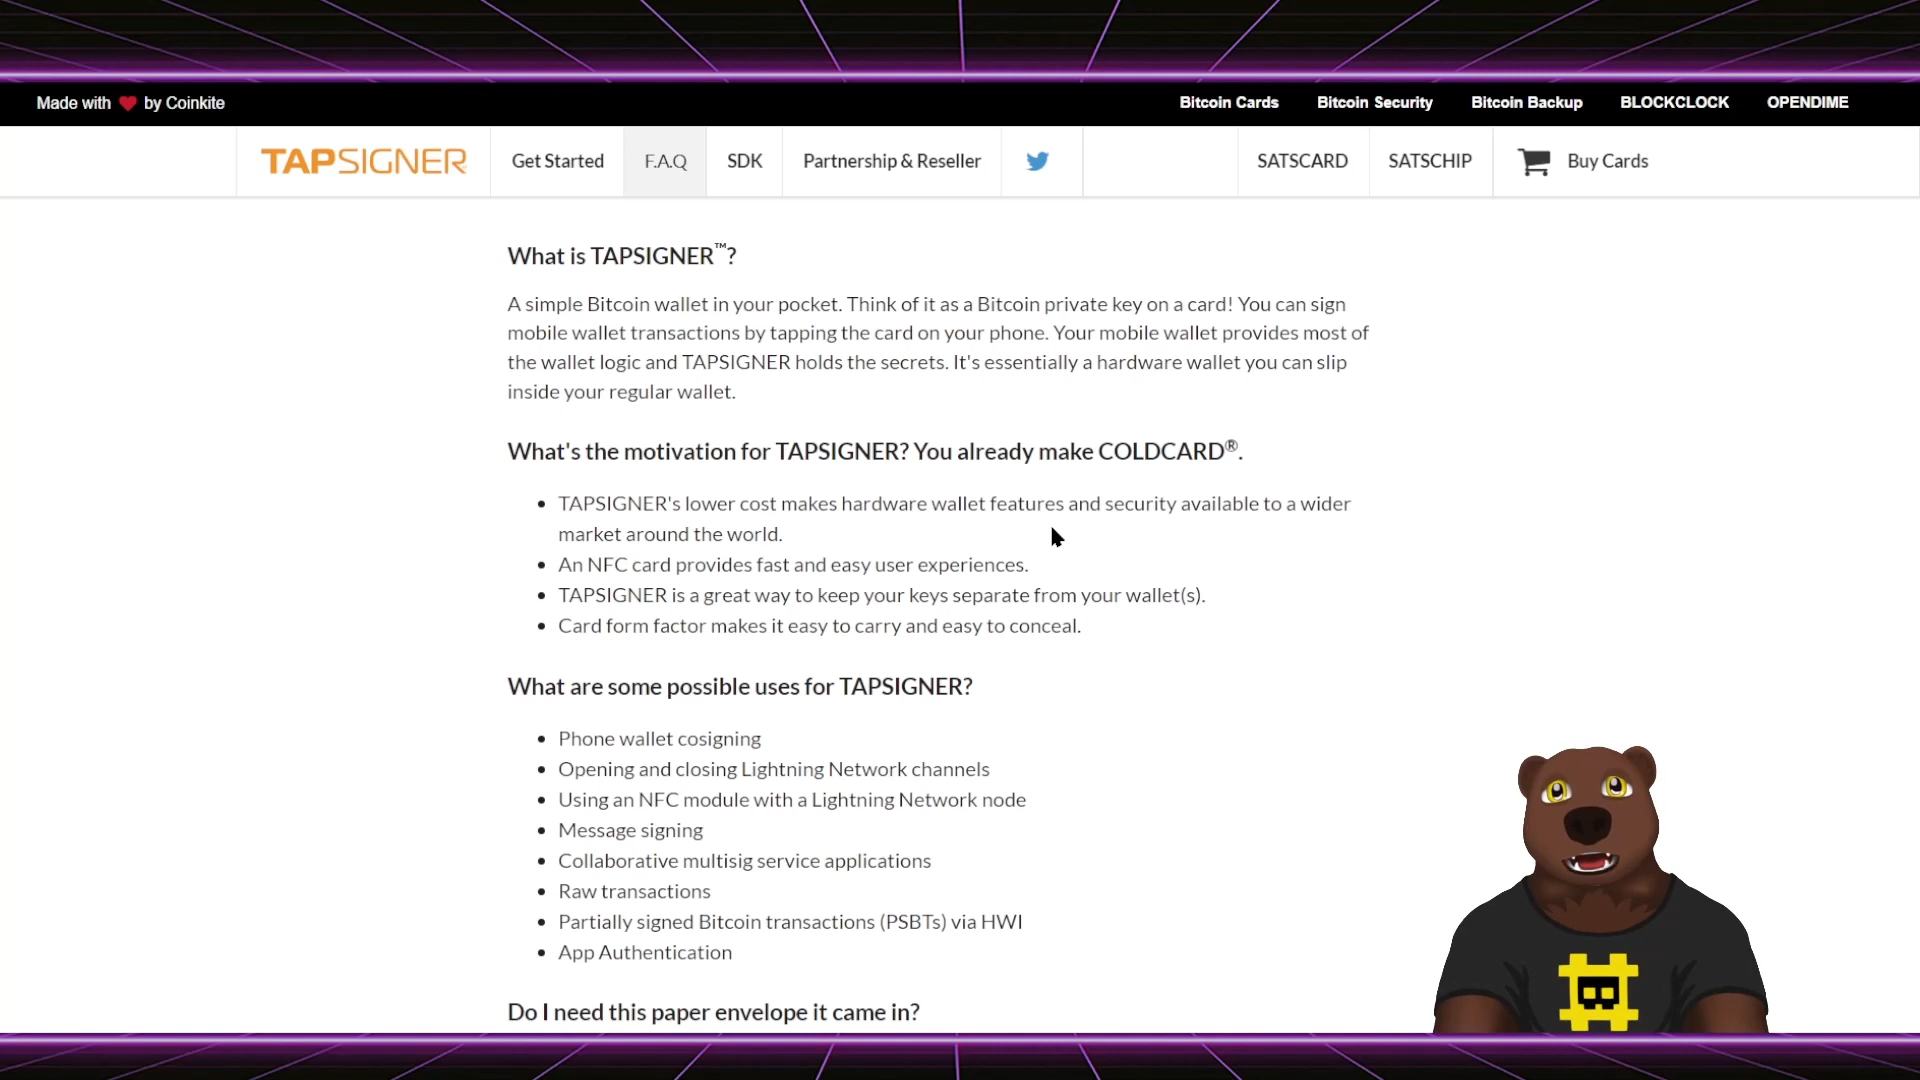 Made with ❤ by Coinkite
Bitcoin Cards Bitcoin Security Bitcoin Backup BLOCKCLOCK OPENDIME
TAPSIGNER Get Started F.A.Q SDK Partnership & Reseller SATSCARD SATSCHIP Buy Cards
What is TAPSIGNER™?
A simple Bitcoin wallet in your pocket. Think of it as a Bitcoin private key on a card! You can sign
mobile wallet transactions by tapping the card on your phone. Your mobile wallet provides most of
the wallet logic and TAPSIGNER holds the secrets. It's essentially a hardware wallet you can slip
inside your regular wallet.
What's the motivation for TAPSIGNER? You already make COLDCARD®.
• TAPSIGNER's lower cost makes hardware wallet features and security available to a wider
market around the world.
• An NFC card provides fast and easy user experiences.
• TAPSIGNER is a great way to keep your keys separate from your wallet(s).
• Card form factor makes it easy to carry and easy to conceal.
What are some possible uses for TAPSIGNER?
• Phone wallet cosigning
• Opening and closing Lightning Network channels
• Using an NFC module with a Lightning Network node
• Message signing
• Collaborative multisig service applications
• Raw transactions
• Partially signed Bitcoin transactions (PSBTs) via HWI
• App Authentication
Do I need this paper envelope it came in?